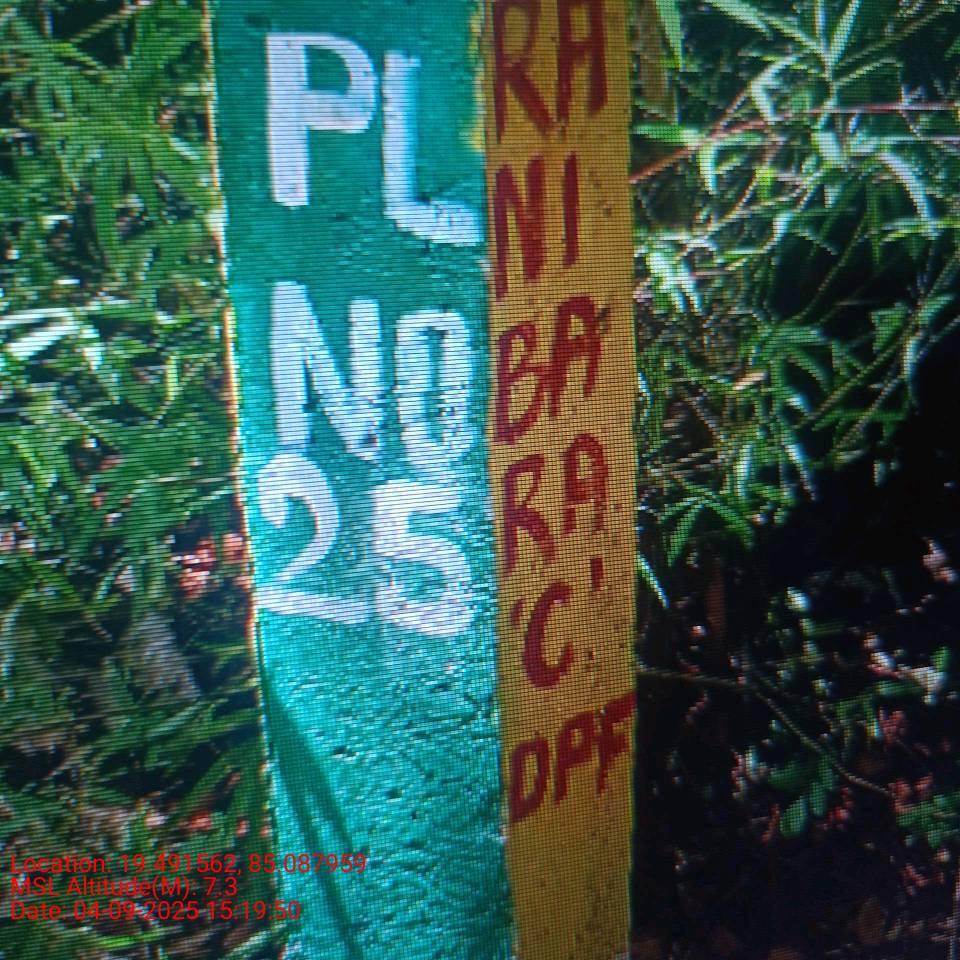 PL
NO
25
RA
NI
BA
RA
'C'
DPF
Location: 19.491562, 85.087959
MSL Altitude(M): 7.3
Date: 04-09-2025 15:19:50